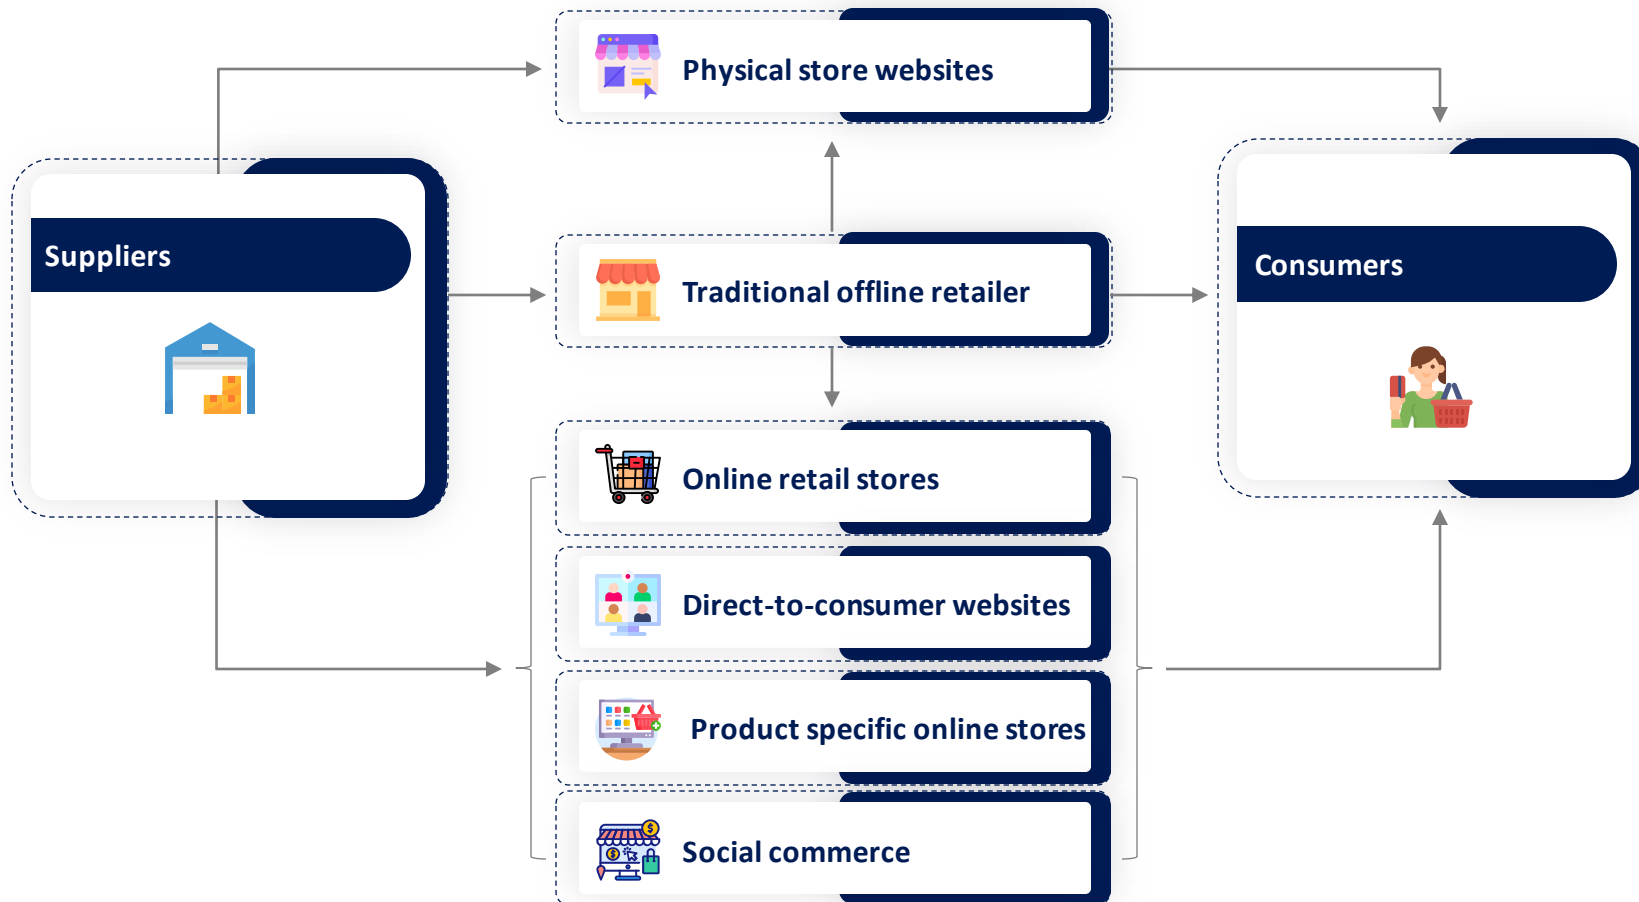 Physical store websites
Suppliers
Traditional offline retailer
Consumers
Online retail stores
Direct-to-consumer websites
Product specific online stores
Social commerce